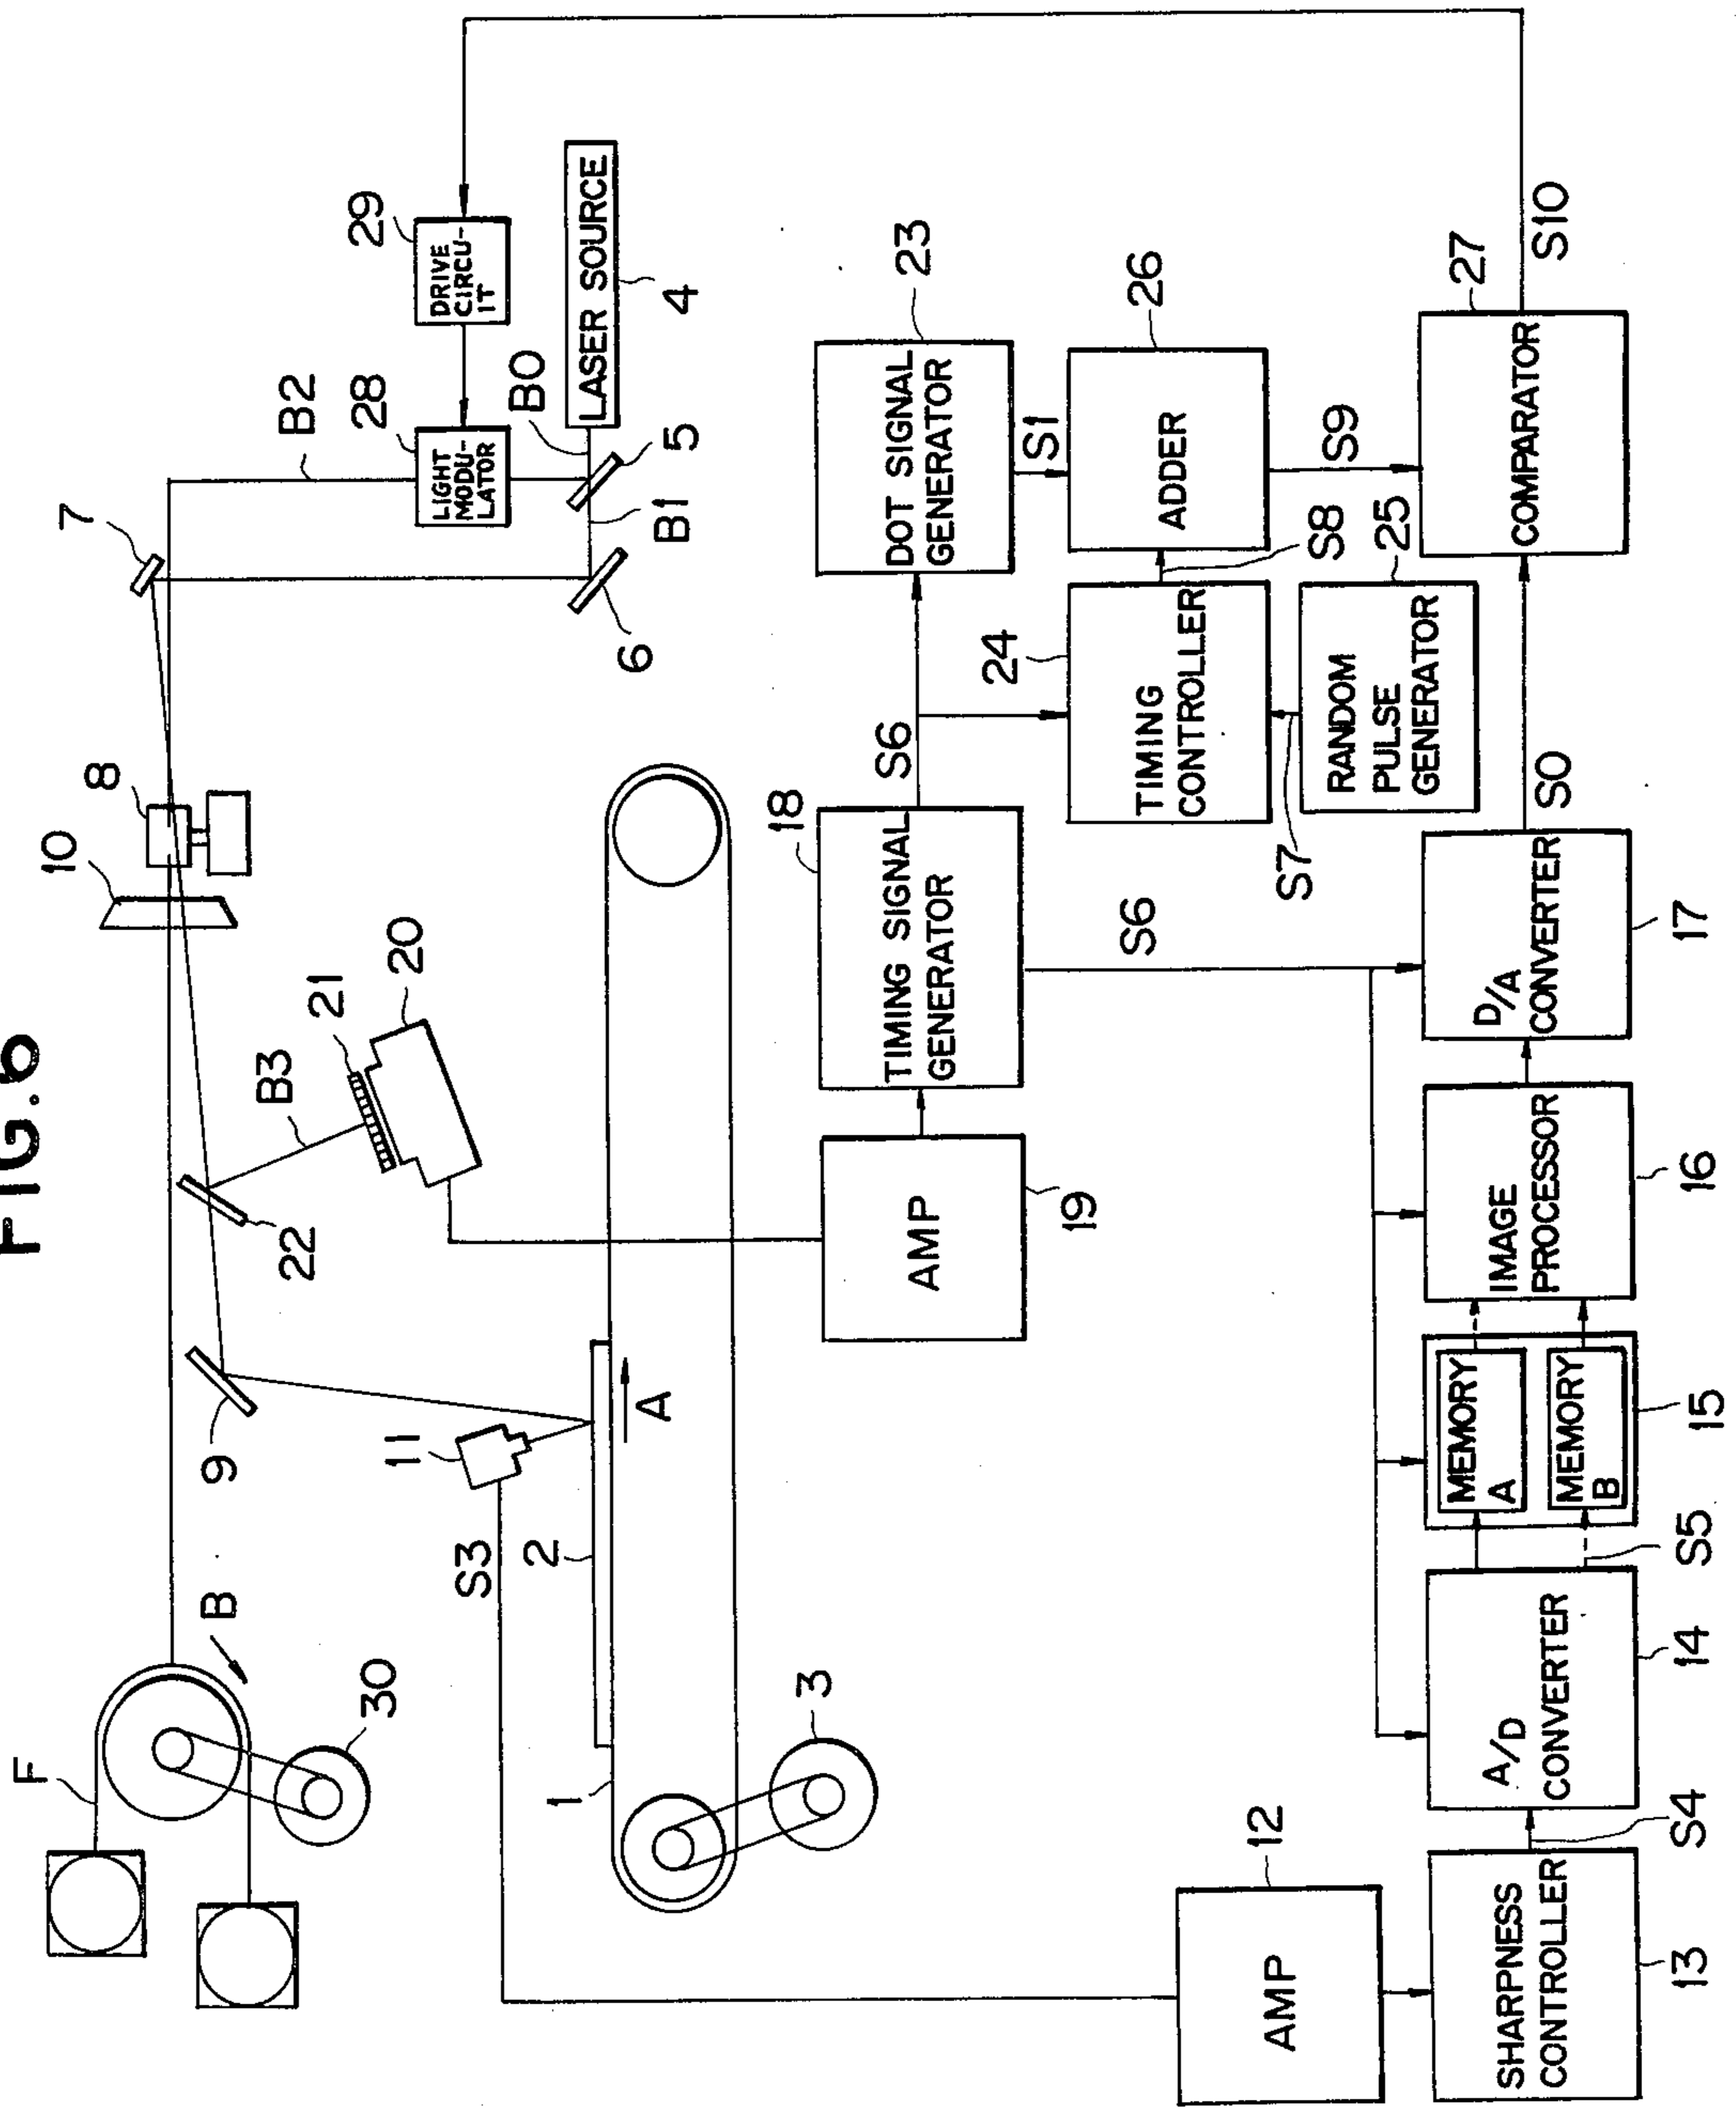 FIG.6
F
B
30
9
22
B3
21
20
10
8
7
B2
28
LIGHT
MODU-
LATOR
29
DRIVE
CIRCU-
IT
B0
LASER SOURCE
4
5
B1
6
S3
11
2
A
1
3
12
AMP
AMP
19
18
TIMING SIGNAL
GENERATOR
S6
S6
23
DOT SIGNAL
GENERATOR
S1
24
TIMING
CONTROLLER
S8
26
ADDER
S9
S7
RANDOM
PULSE
GENERATOR
25
13
SHARPNESS
CONTROLLER
S4
A/D
CONVERTER
14
S5
MEMORY
A
MEMORY
B
15
IMAGE
PROCESSOR
16
D/A
CONVERTER
17
S0
COMPARATOR
27
S10